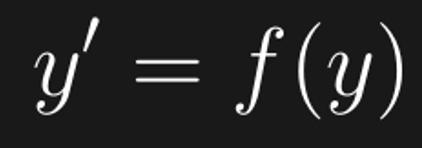 y′ = f(y)